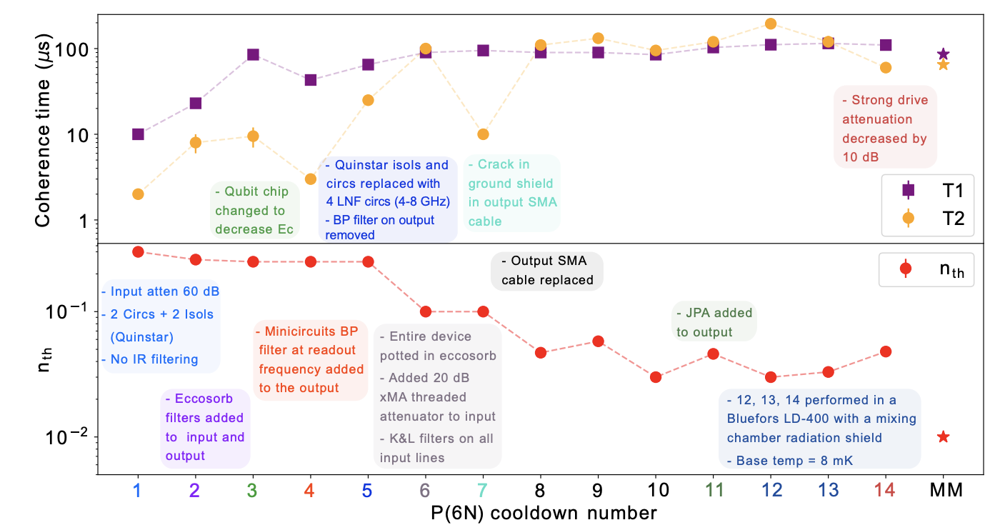 Coherence time (μs)
100
10
1
- Qubit chip
changed to
decrease Ec
- Quinstar isols and
circs replaced with
4 LNF circs (4-8 GHz)
- BP filter on output
removed
- Crack in
ground shield
in output SMA
cable
- Strong drive
attenuation
decreased by
10 dB
T1
T2
n_th
10⁻¹
10⁻²
- Input atten 60 dB
- 2 Circs + 2 Isols
(Quinstar)
- No IR filtering
- Eccosorb
filters added
to input and
output
- Minicircuits BP
filter at readout
frequency added
to the output
- Entire device
potted in eccosorb
- Added 20 dB
xMA threaded
attenuator to input
- K&L filters on all
input lines
- Output SMA
cable replaced
- JPA added
to output
- 12, 13, 14 performed in a
Bluefors LD-400 with a mixing
chamber radiation shield
- Base temp = 8 mK
n_th
1 2 3 4 5 6 7 8 9 10 11 12 13 14 MM
P(6N) cooldown number